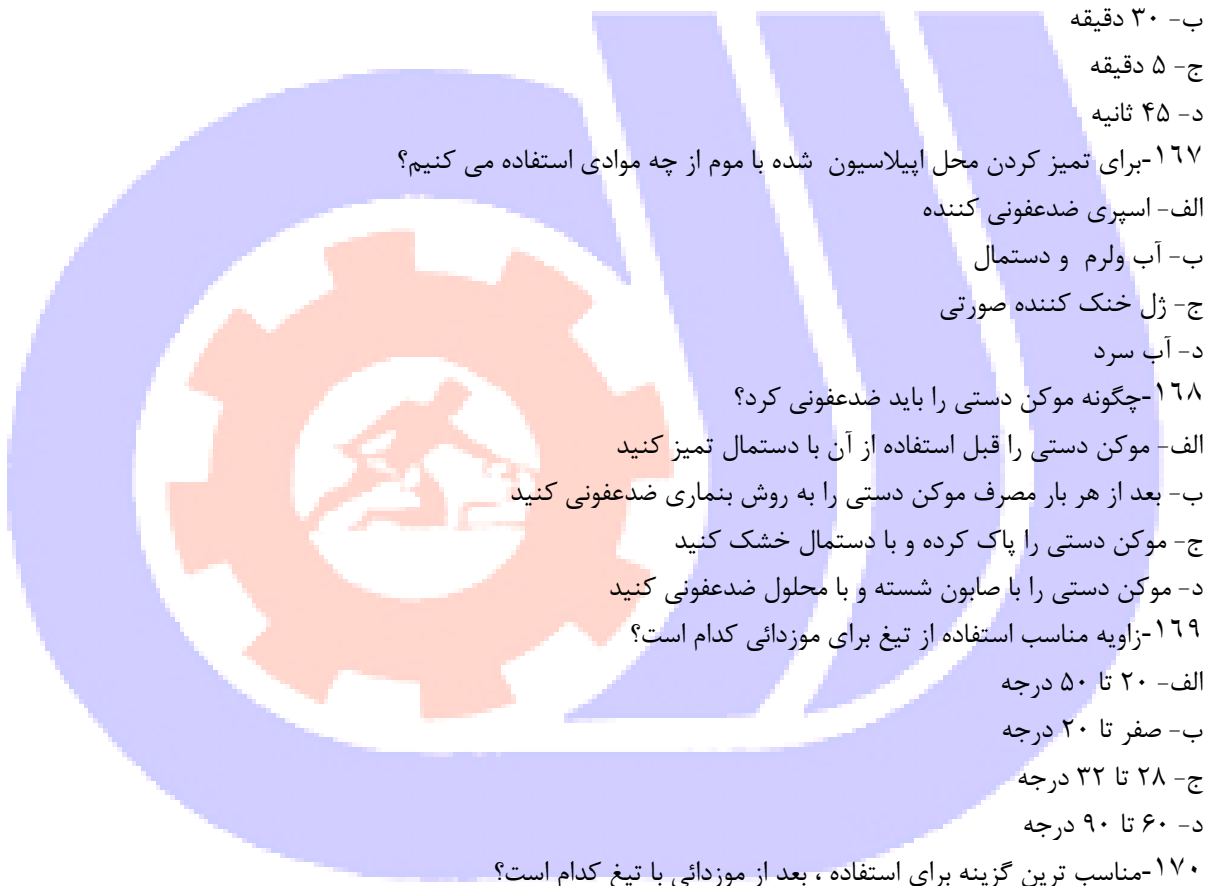 ب- ۳۰ دقیقه
ج- ۵ دقیقه
د- ۴۵ ثانیه
۱٦۷-برای تمیز کردن محل اپیلاسیون شده با موم از چه موادی استفاده می کنیم؟
الف- اسپری ضدعفونی کننده
ب- آب ولرم و دستمال
ج- ژل خنک کننده صورتی
د- آب سرد
۱٦۸-چگونه موکن دستی را باید ضدعفونی کرد؟
الف- موکن دستی را قبل استفاده از آن با دستمال تمیز کنید
ب- بعد از هر بار مصرف موکن دستی را به روش بنماری ضدعفونی کنید
ج- موکن دستی را پاک کرده و با دستمال خشک کنید
د- موکن دستی را با صابون شسته و با محلول ضدعفونی کنید
۱٦۹-زاویه مناسب استفاده از تیغ برای موزدائی کدام است؟
الف- ۲۰ تا ۵۰ درجه
ب- صفر تا ۲۰ درجه
ج- ۲۸ تا ۳۲ درجه
د- ۶۰ تا ۹۰ درجه
۱۷۰-مناسب ترین گزینه برای استفاده ، بعد از موزدائی با تیغ کدام است؟